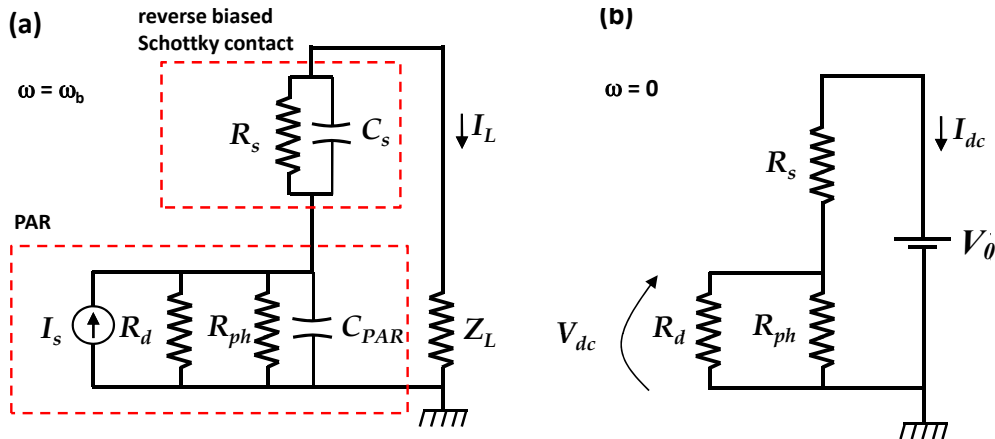 (a)
reverse biased
Schottky contact
ω = ω_b
R_s
C_s
I_L
PAR
I_s
R_d
R_ph
C_PAR
Z_L
(b)
ω = 0
I_dc
R_s
V_0
V_dc
R_d
R_ph